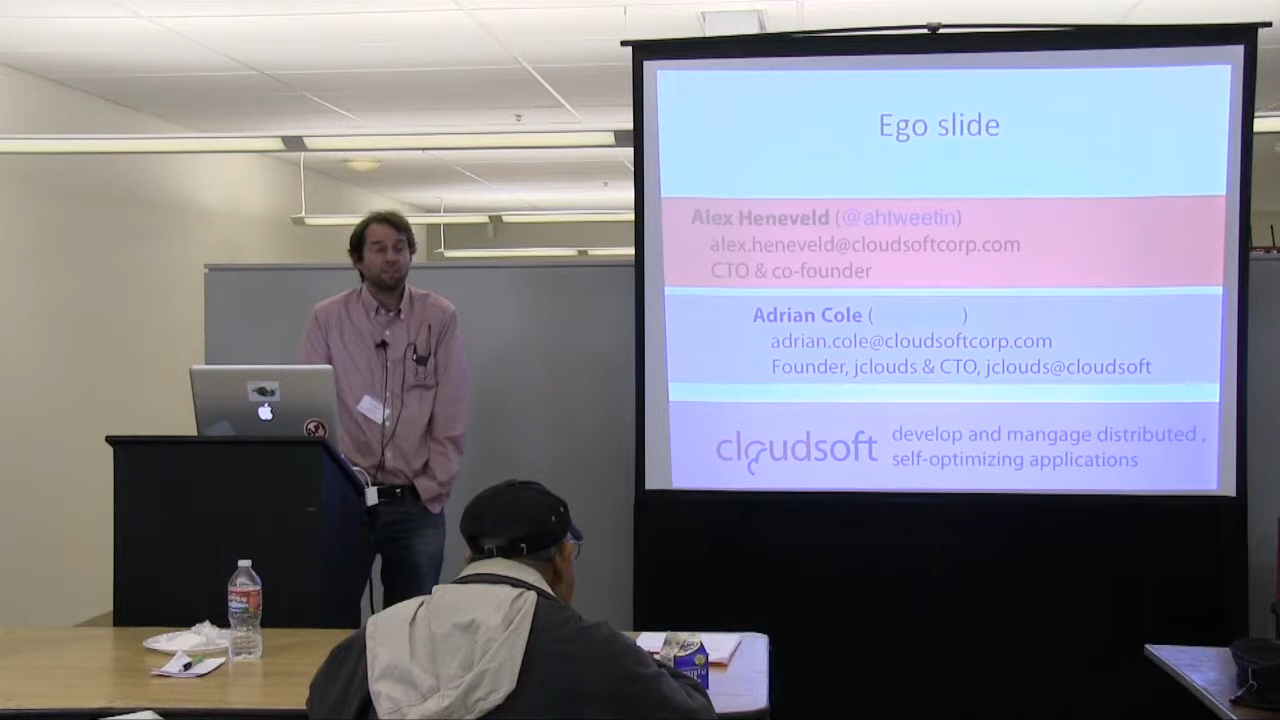 Ego slide
Alex Heneveld (@ahtweetin)
alex.heneveld@cloudsoftcorp.com
CTO & co-founder
Adrian Cole ( )
adrian.cole@cloudsoftcorp.com
Founder, jclouds & CTO, jclouds@cloudsoft
cloudsoft
develop and mangage distributed ,
self-optimizing applications